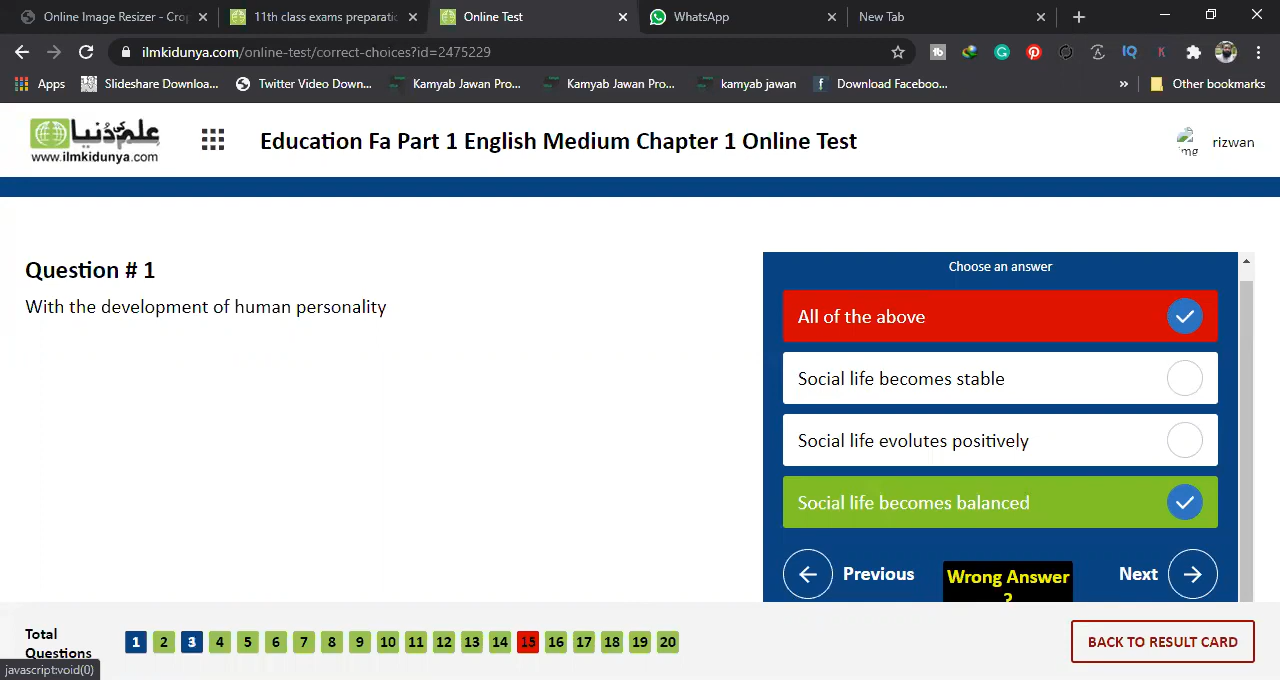 Online Image Resizer - Crop
11th class exams preparatio
Online Test
WhatsApp
New Tab
ilmkidunya.com/online-test/correct-choices?id=2475229
Apps
Slideshare Downloa...
Twitter Video Down...
Kamyab Jawan Pro...
Kamyab Jawan Pro...
kamyab jawan
Download Faceboo...
»
Other bookmarks
علم کی دنیا
www.ilmkidunya.com
Education Fa Part 1 English Medium Chapter 1 Online Test
img
rizwan
Question # 1
With the development of human personality
Choose an answer
All of the above
Social life becomes stable
Social life evolutes positively
Social life becomes balanced
Previous
Wrong Answer
?
Next
Total
Questions
1 2 3 4 5 6 7 8 9 10 11 12 13 14 15 16 17 18 19 20
BACK TO RESULT CARD
javascript:void(0)